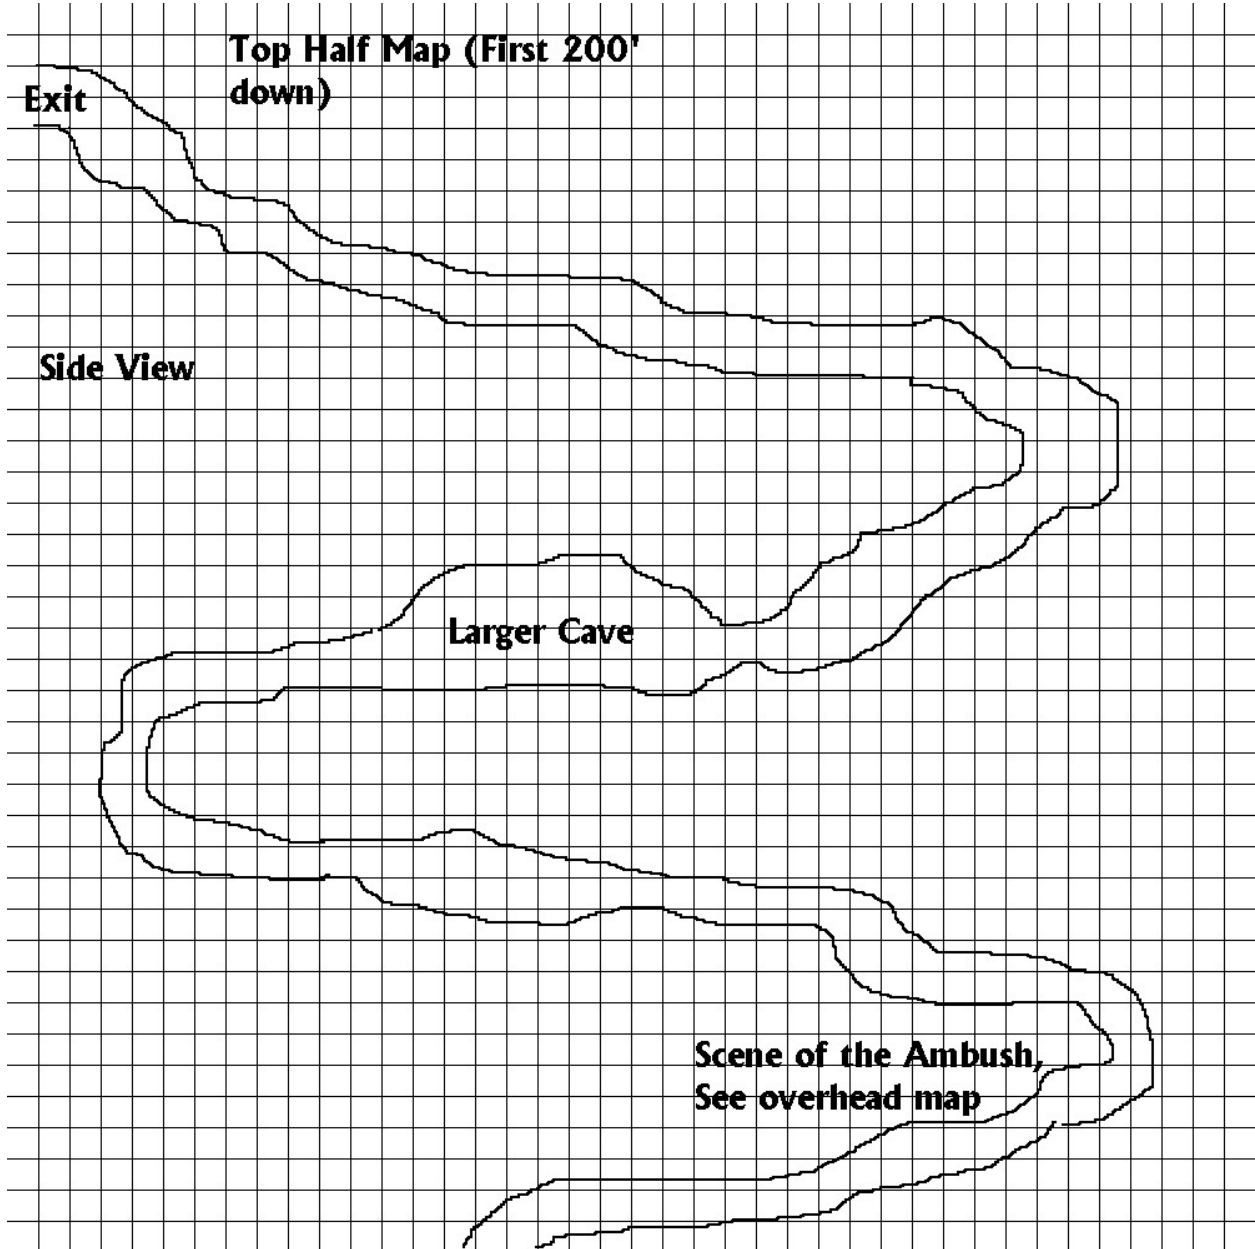 Top Half Map (First 200'
down)
Exit
Side View
Larger Cave
Scene of the Ambush,
See overhead map